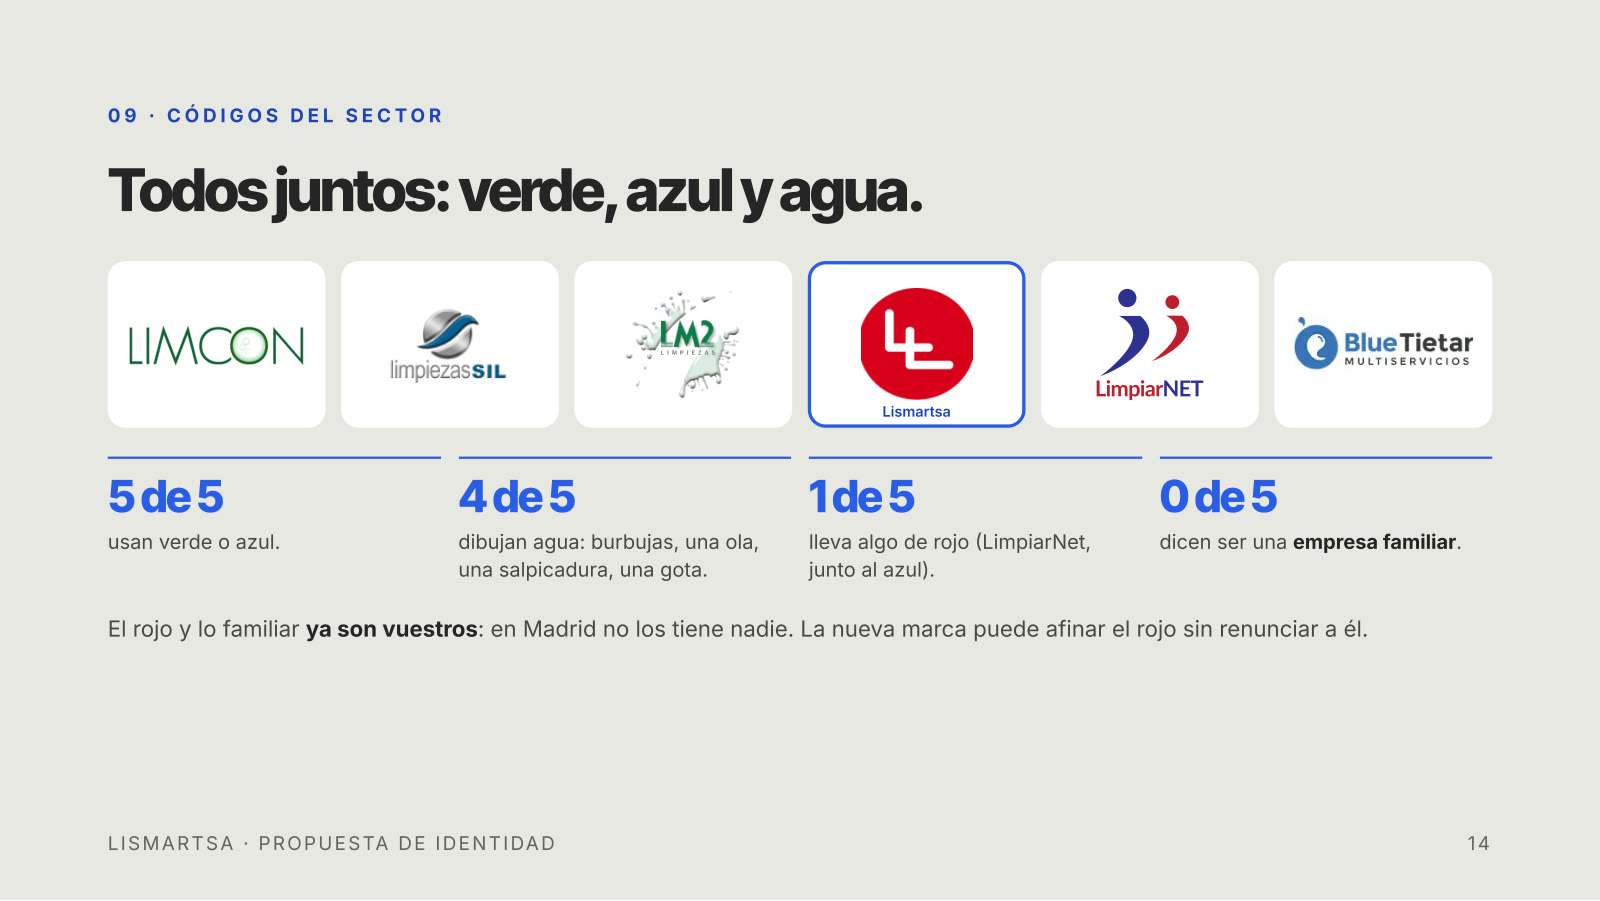 09 · CÓDIGOS DEL SECTOR
Todos juntos: verde, azul y agua.
LIMCON
limpiezasSIL
LM2
LIMPIEZAS
LL
Lismartsa
LimpiarNET
BlueTietar
MULTISERVICIOS
5 de 5
usan verde o azul.
4 de 5
dibujan agua: burbujas, una ola,
una salpicadura, una gota.
1 de 5
lleva algo de rojo (LimpiarNet,
junto al azul).
0 de 5
dicen ser una empresa familiar.
El rojo y lo familiar ya son vuestros: en Madrid no los tiene nadie. La nueva marca puede afinar el rojo sin renunciar a él.
LISMARTSA · PROPUESTA DE IDENTIDAD
14